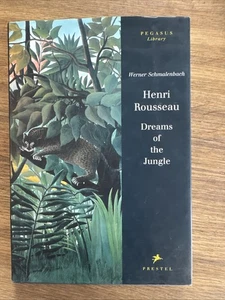 PEGASUS
Library
Werner Schmalenbach
Henri
Rousseau
Dreams
of
the
Jungle
PRESTEL